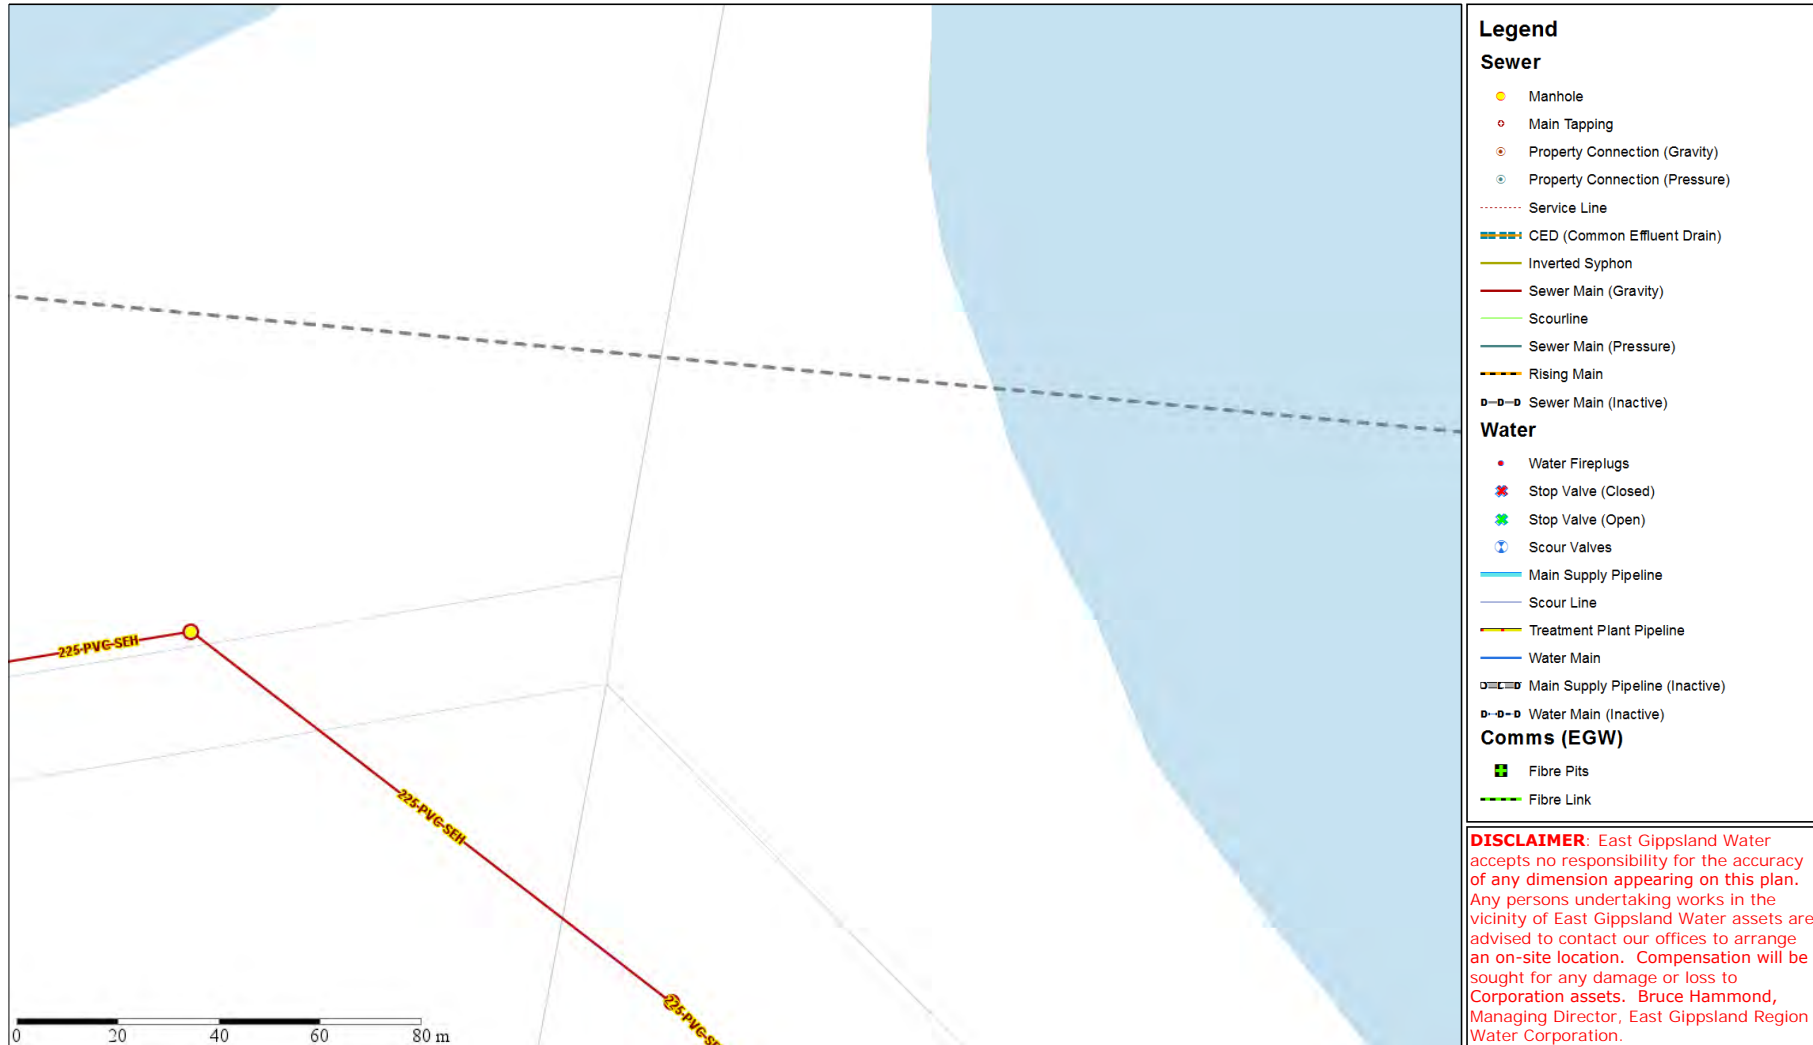 225-PVC-SEH
225-PVC-SEH
225-PVC-SE
0 20 40 60 80 m
Legend
Sewer
Manhole
Main Tapping
Property Connection (Gravity)
Property Connection (Pressure)
Service Line
CED (Common Effluent Drain)
Inverted Syphon
Sewer Main (Gravity)
Scourline
Sewer Main (Pressure)
Rising Main
D-D-D Sewer Main (Inactive)
Water
Water Fireplugs
Stop Valve (Closed)
Stop Valve (Open)
Scour Valves
Main Supply Pipeline
Scour Line
Treatment Plant Pipeline
Water Main
D L D Main Supply Pipeline (Inactive)
D-D-D Water Main (Inactive)
Comms (EGW)
Fibre Pits
Fibre Link
DISCLAIMER: East Gippsland Water
accepts no responsibility for the accuracy
of any dimension appearing on this plan.
Any persons undertaking works in the
vicinity of East Gippsland Water assets are
advised to contact our offices to arrange
an on-site location. Compensation will be
sought for any damage or loss to
Corporation assets. Bruce Hammond,
Managing Director, East Gippsland Region
Water Corporation.